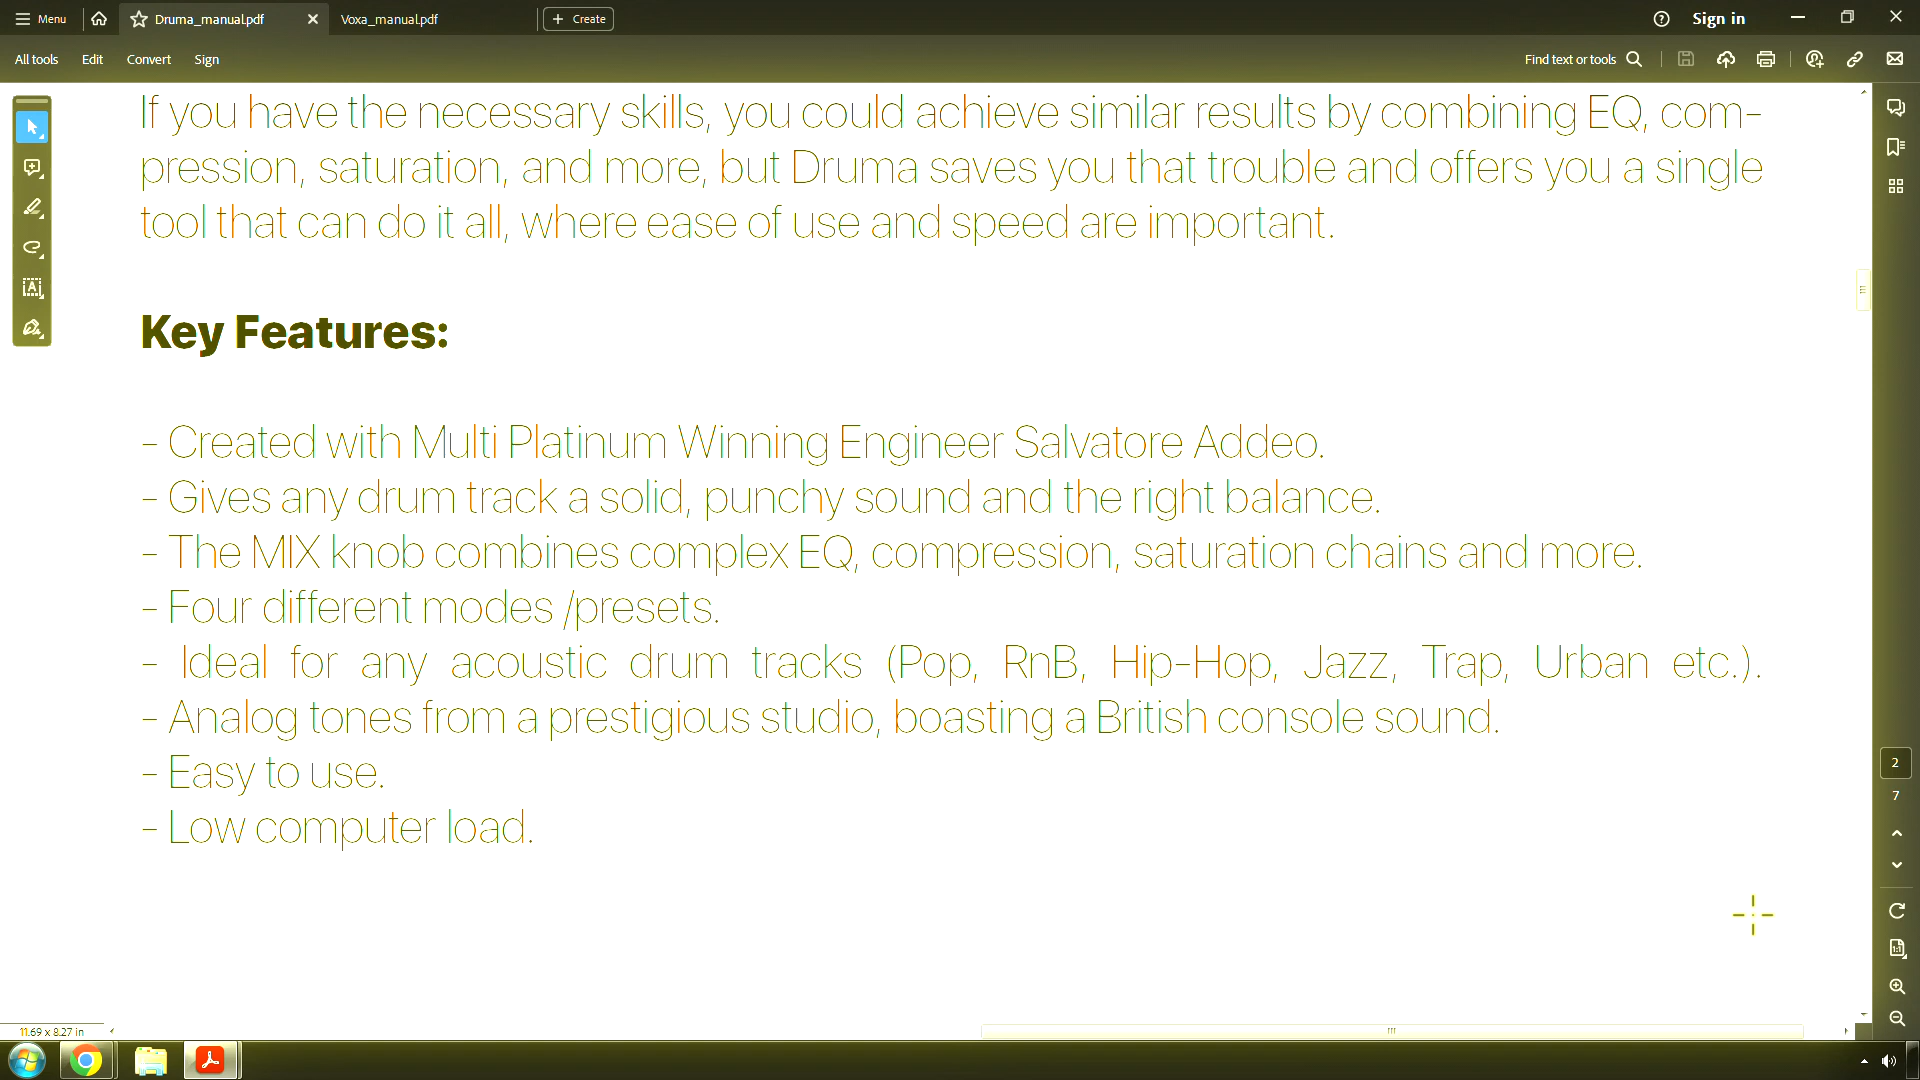 Menu
Druma_manual.pdf
Voxa_manual.pdf
Create
Sign in
All tools
Edit
Convert
Sign
Find text or tools
If you have the necessary skills, you could achieve similar results by combining EQ, com-
pression, saturation, and more, but Druma saves you that trouble and offers you a single
tool that can do it all, where ease of use and speed are important.
Key Features:
- Created with Multi Platinum Winning Engineer Salvatore Addeo.
- Gives any drum track a solid, punchy sound and the right balance.
- The MIX knob combines complex EQ, compression, saturation chains and more.
- Four different modes /presets.
- Ideal for any acoustic drum tracks (Pop, RnB, Hip-Hop, Jazz, Trap, Urban etc.).
- Analog tones from a prestigious studio, boasting a British console sound.
- Easy to use.
- Low computer load.
2
7
11.69 x 8.27 in